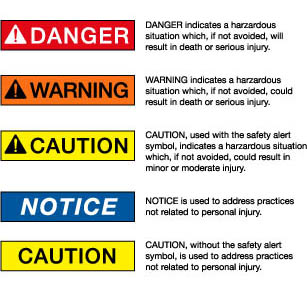 DANGER
DANGER indicates a harzardous
situation which, if not avoided, will
result in death or serious injury.
WARNING
WARNING indicates a harzardous
situation which, if not avoided, could
result in death or serious injury.
CAUTION
CAUTION, used with the safety alert
symbol, indicates a harzardous situation
which, if not avoided, could result in
minor or moderate injury.
NOTICE
NOTICE is used to address practices
not related to personal injury.
CAUTION
CAUTION, without the safety alert
symbol, is used to address practices
not related to personal injury.